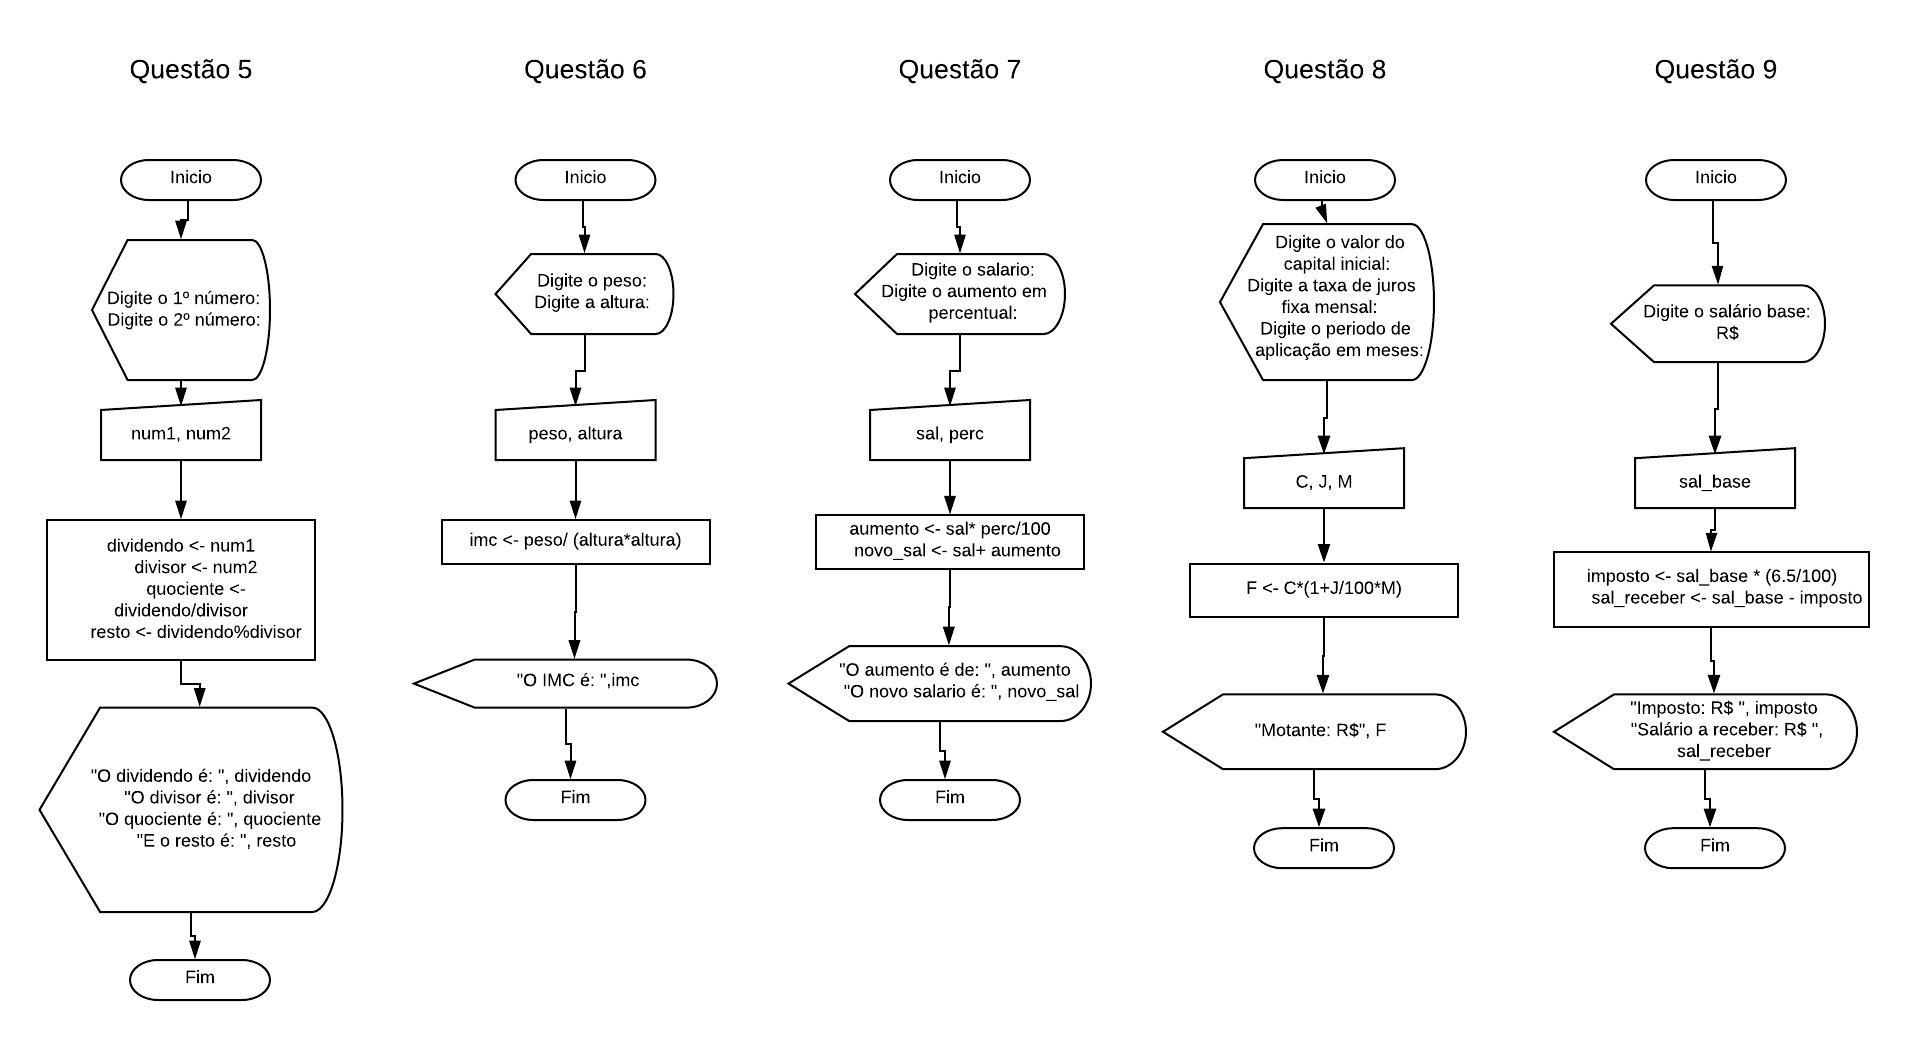 Questão 5
Inicio
Digite o 1º número:
Digite o 2º número:
num1, num2
dividendo <- num1
divisor <- num2
quociente <-
dividendo/divisor
resto <- dividendo%divisor
"O dividendo é: ", dividendo
"O divisor é: ", divisor
"O quociente é: ", quociente
"E o resto é: ", resto
Fim
Questão 6
Inicio
Digite o peso:
Digite a altura:
peso, altura
imc <- peso/ (altura*altura)
"O IMC é: ",imc
Fim
Questão 7
Inicio
Digite o salario:
Digite o aumento em
percentual:
sal, perc
aumento <- sal* perc/100
novo_sal <- sal+ aumento
"O aumento é de: ", aumento
"O novo salario é: ", novo_sal
Fim
Questão 8
Inicio
Digite o valor do
capital inicial:
Digite a taxa de juros
fixa mensal:
Digite o periodo de
aplicação em meses:
C, J, M
F <- C*(1+J/100*M)
"Motante: R$", F
Fim
Questão 9
Inicio
Digite o salário base:
R$
sal_base
imposto <- sal_base * (6.5/100)
sal_receber <- sal_base - imposto
"Imposto: R$ ", imposto
"Salário a receber: R$ ",
sal_receber
Fim